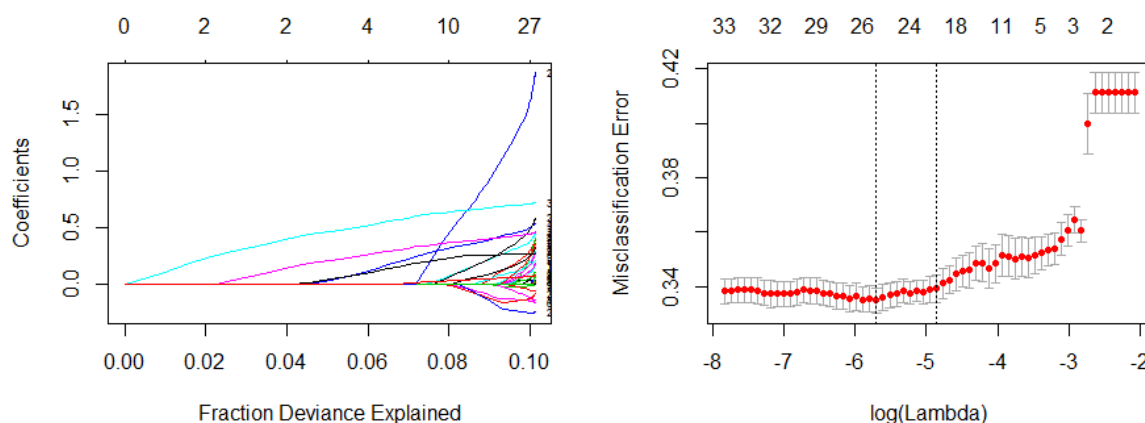 0 2 2 4 10 27
Coefficients
1.5
1.0
0.5
0.0
0.00 0.02 0.04 0.06 0.08 0.10
Fraction Deviance Explained
33 32 29 26 24 18 11 5 3 2
Misclassification Error
0.42
0.38
0.34
-8 -7 -6 -5 -4 -3 -2
log(Lambda)